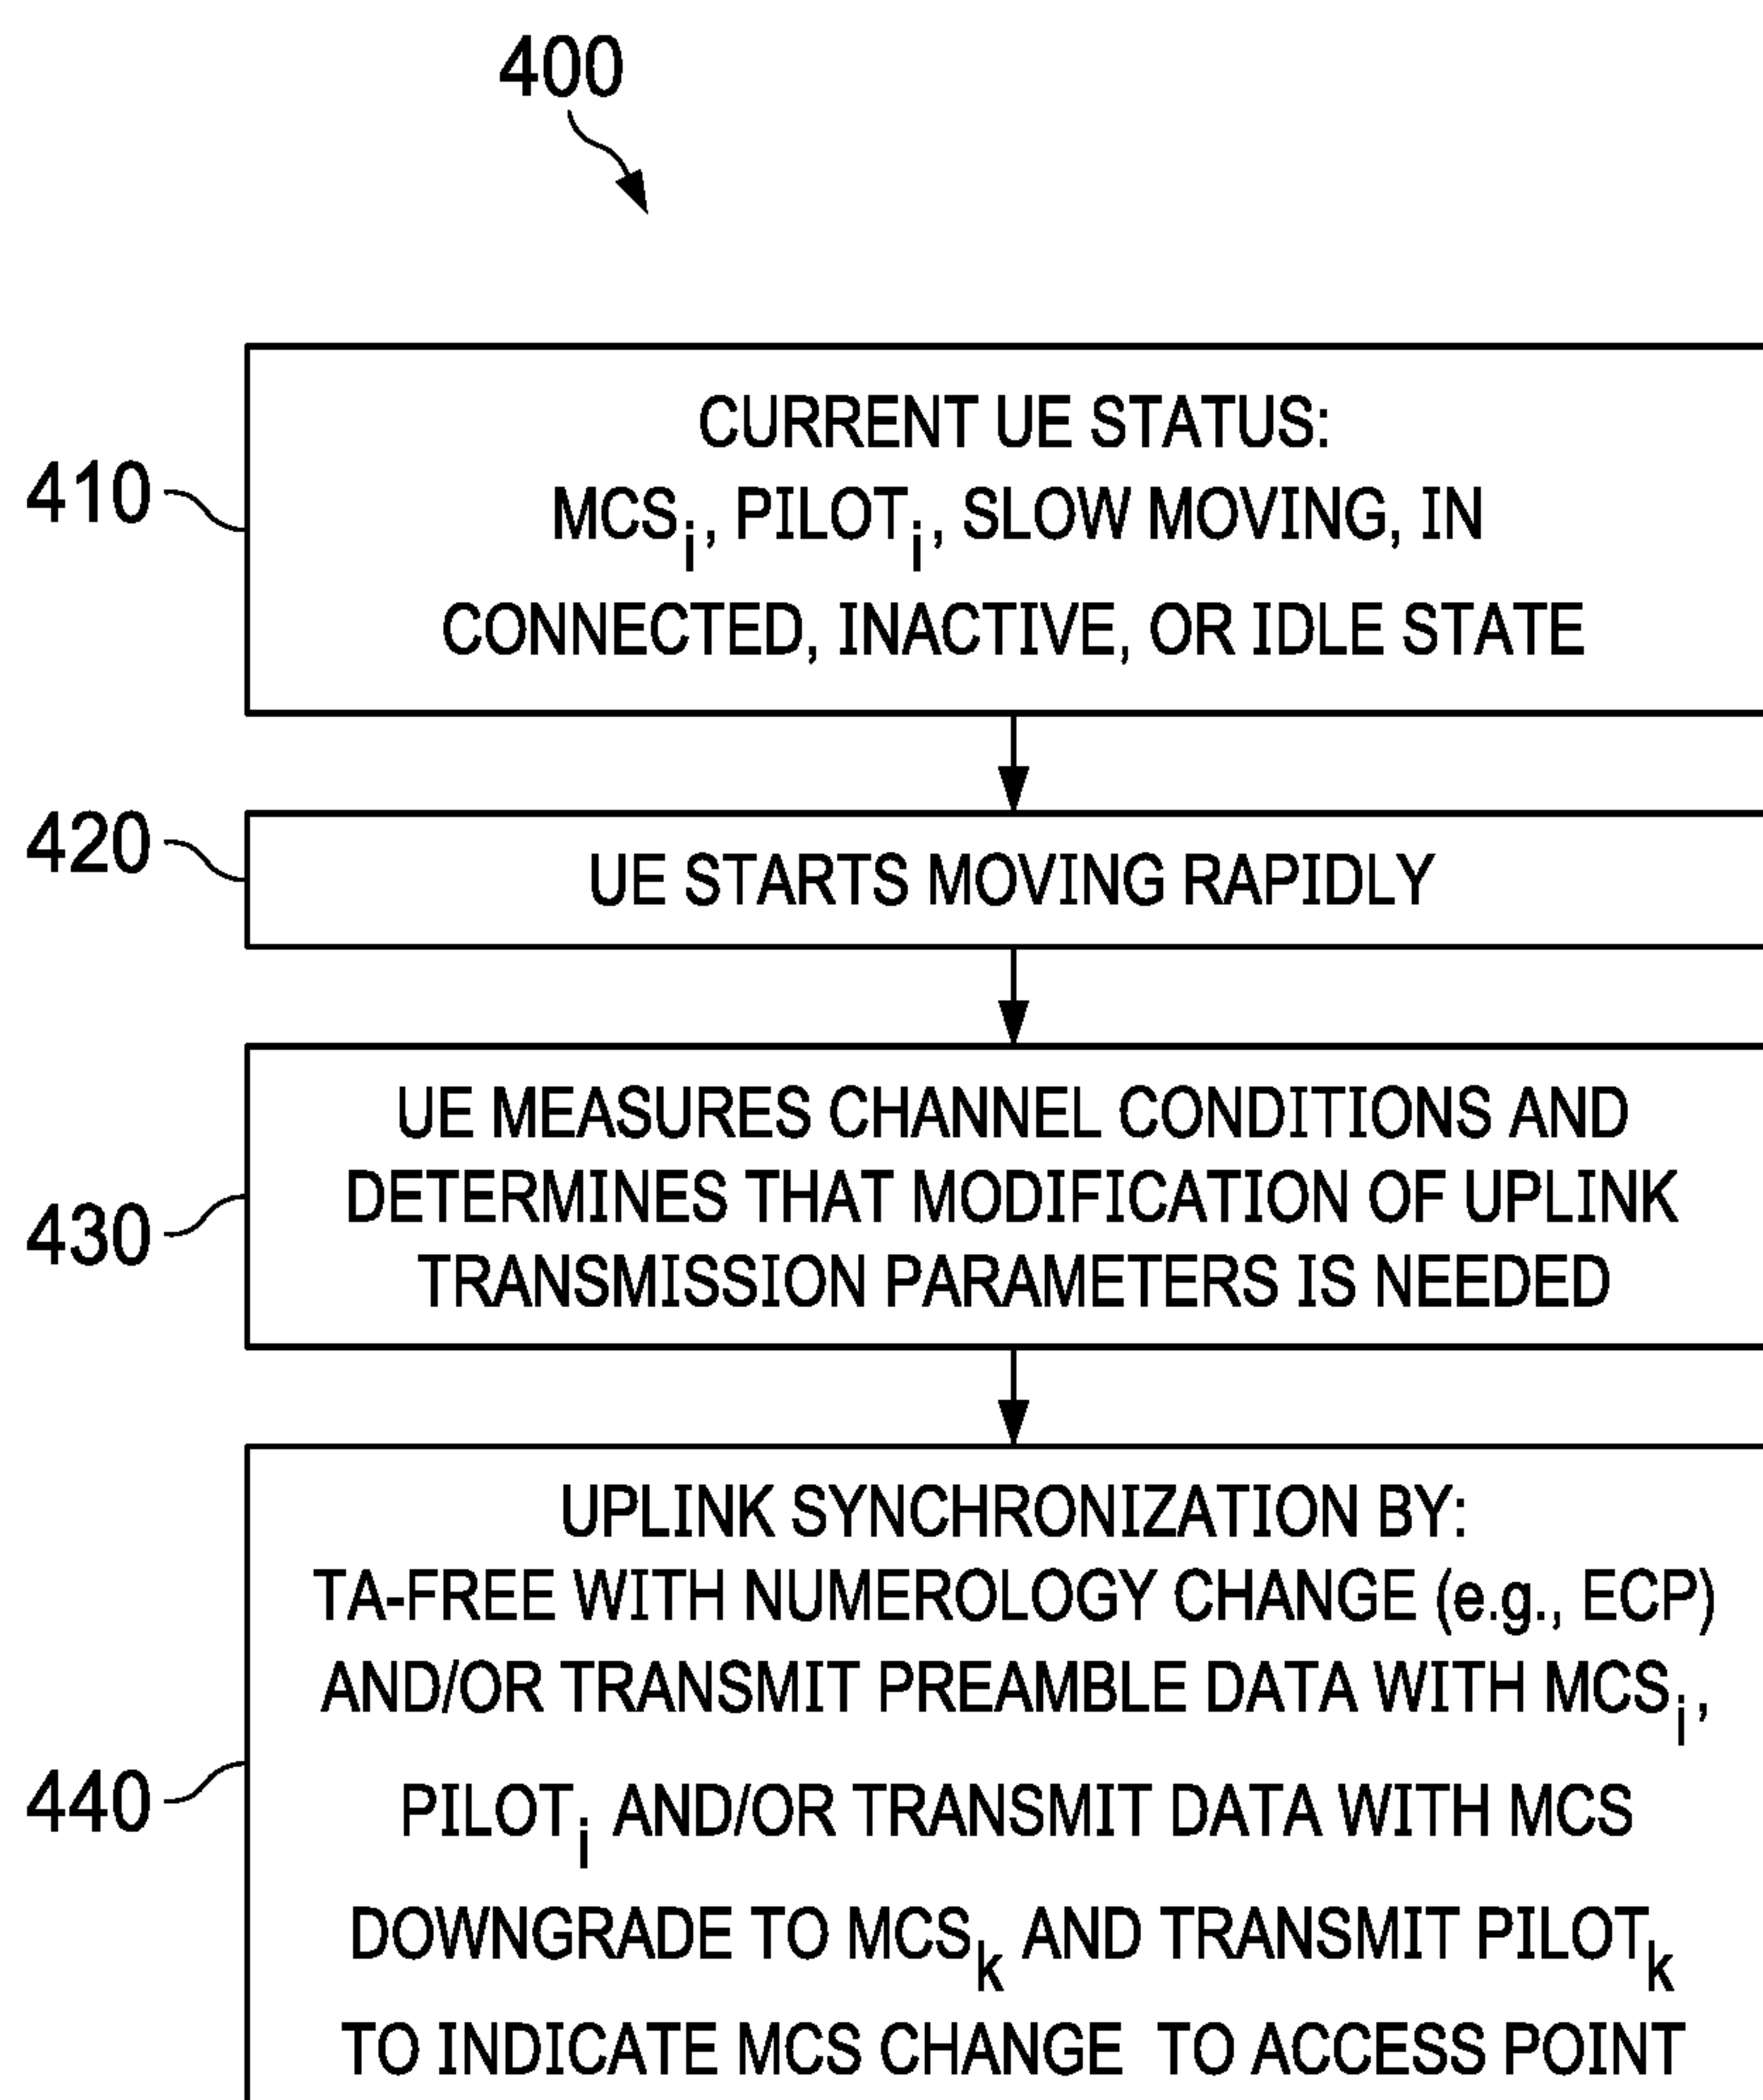 400
410
CURRENT UE STATUS:
MCSi, PILOTi, SLOW MOVING, IN
CONNECTED, INACTIVE, OR IDLE STATE
420
UE STARTS MOVING RAPIDLY
430
UE MEASURES CHANNEL CONDITIONS AND
DETERMINES THAT MODIFICATION OF UPLINK
TRANSMISSION PARAMETERS IS NEEDED
440
UPLINK SYNCHRONIZATION BY:
TA-FREE WITH NUMEROLOGY CHANGE (e.g., ECP)
AND/OR TRANSMIT PREAMBLE DATA WITH MCSi,
PILOTi AND/OR TRANSMIT DATA WITH MCS
DOWNGRADE TO MCSk AND TRANSMIT PILOTk
TO INDICATE MCS CHANGE TO ACCESS POINT